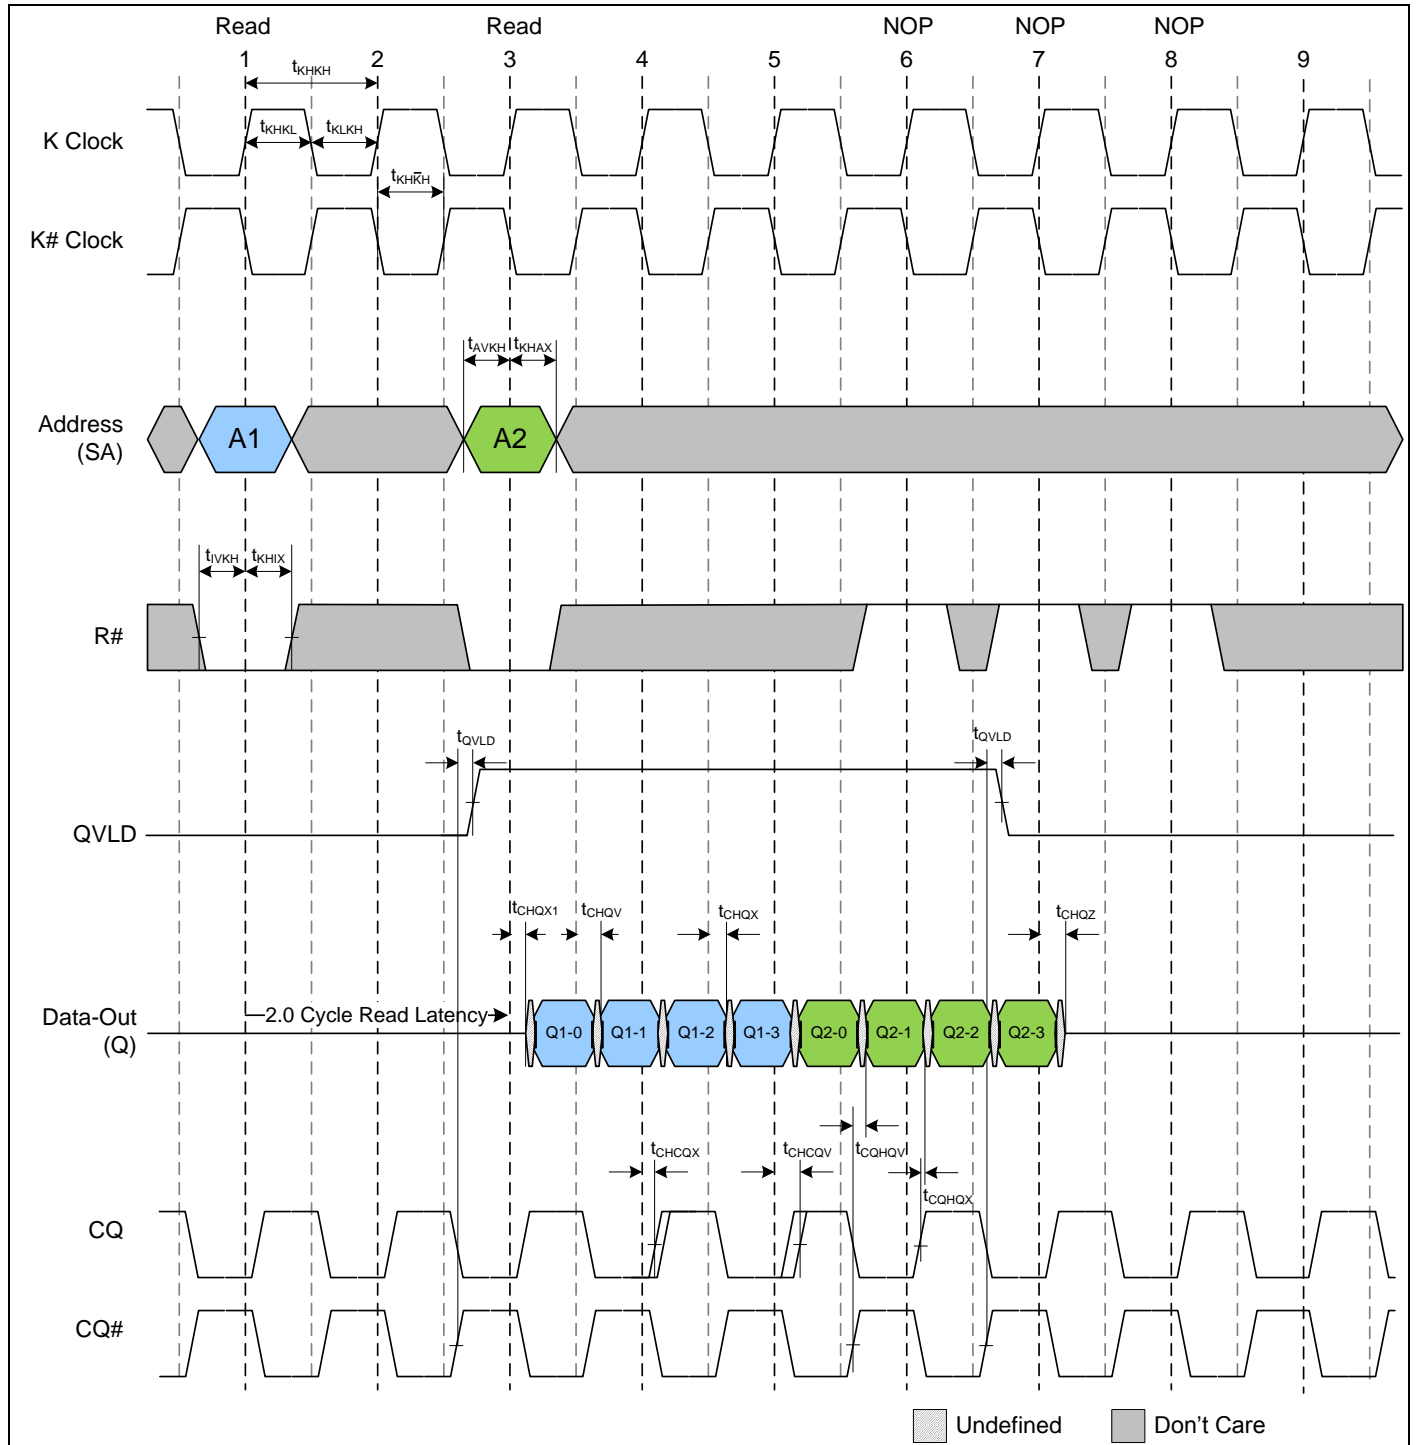 Read Read NOP NOP NOP
1 2 3 4 5 6 7 8 9
tKHKH
K Clock
tKHKL tKLKH
tKHK̅H
K# Clock
tAVKH tKHAX
Address
(SA)
A1 A2
tIVKH tKHIX
R#
tQVLD tQVLD
QVLD
tCHQX1 tCHQV tCHQX tCHQZ
Data-Out
(Q)
2.0 Cycle Read Latency
Q1-0 Q1-1 Q1-2 Q1-3 Q2-0 Q2-1 Q2-2 Q2-3
tCHCQX tCHCQV tCQHQV
tCQHQX
CQ
CQ#
Undefined Don't Care